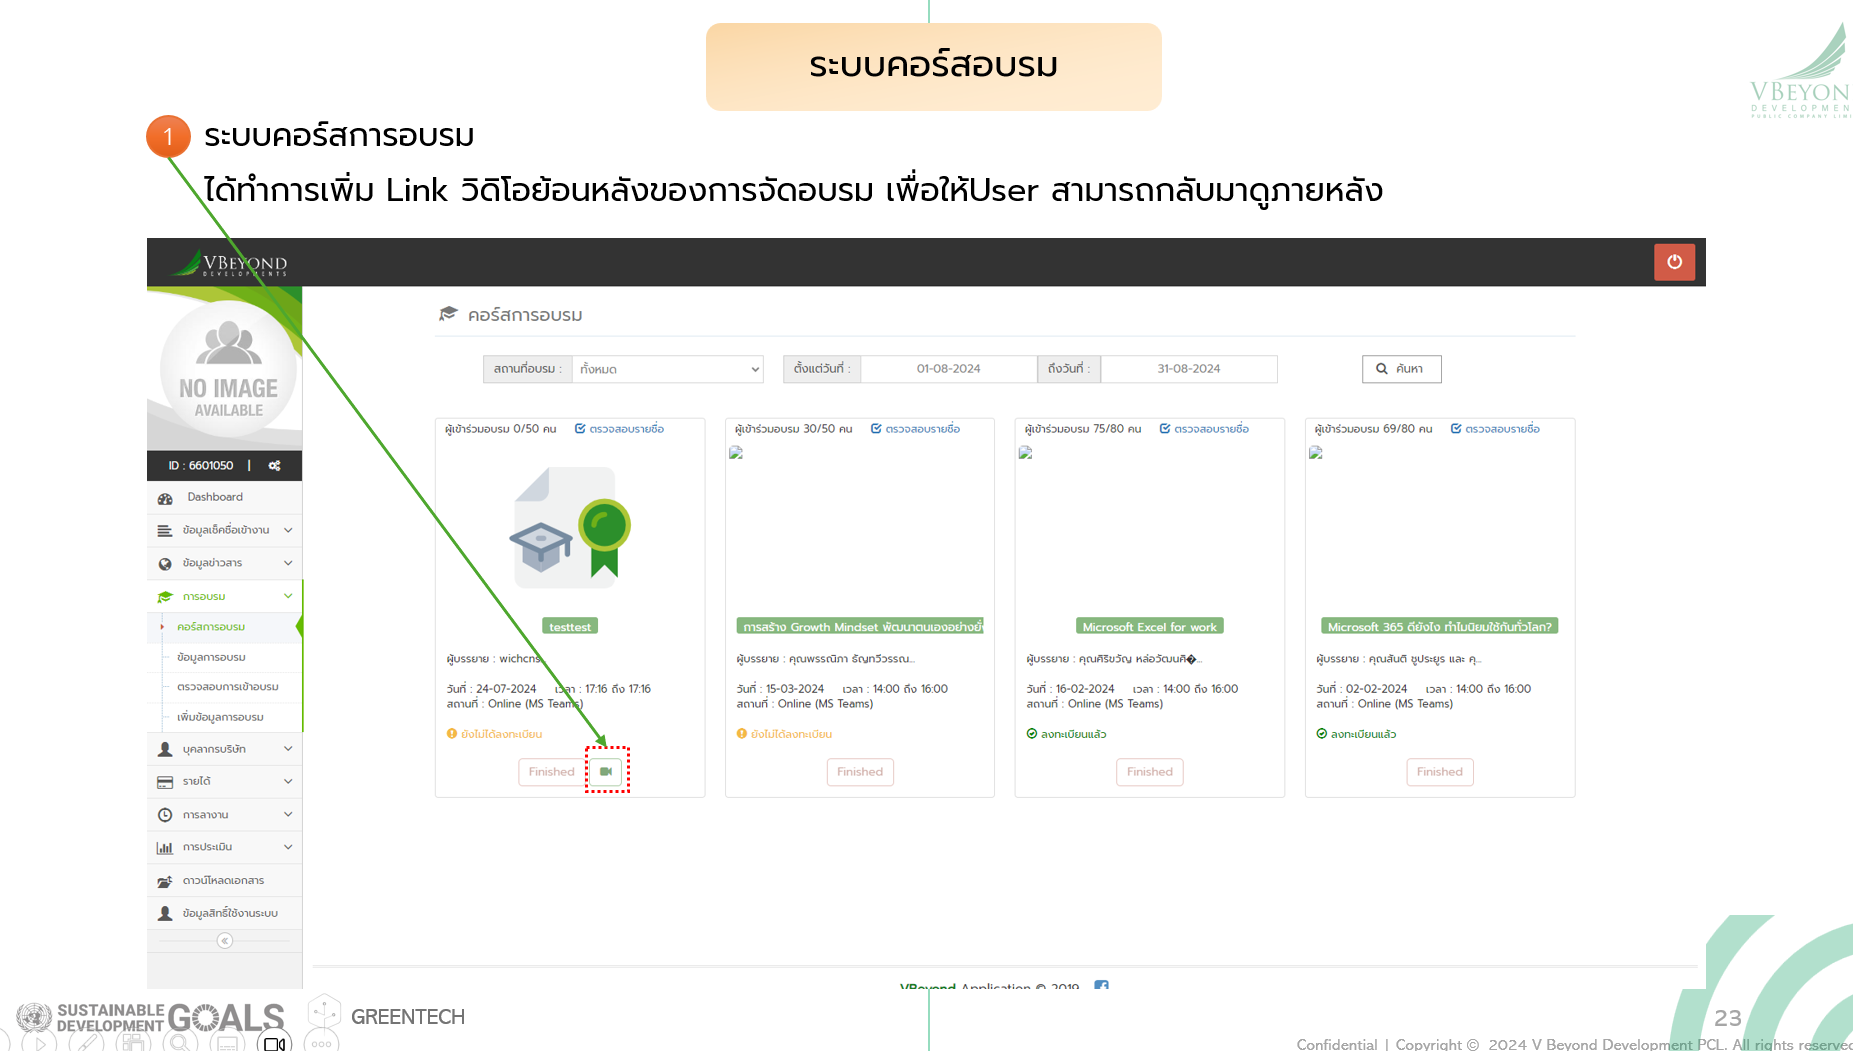 ระบบคอร์สอบรม
VBEYON
DEVELOPMEN
PUBLIC COMPANY LIMI
1 ระบบคอร์สการอบรม
ได้ทำการเพิ่ม Link วิดิโอย้อนหลังของการจัดอบรม เพื่อให้User สามารถกลับมาดูภายหลัง
VBEYOND
DEVELOPMENTS
NO IMAGE
AVAILABLE
ID : 6601050 |
Dashboard
ข้อมูลเช็คชื่อเข้างาน
ข้อมูลข่าวสาร
การอบรม
คอร์สการอบรม
ข้อมูลการอบรม
ตรวจสอบการเข้าอบรม
เพิ่มข้อมูลการอบรม
บุคลากรบริษัท
รายได้
การลางาน
การประเมิน
ดาวน์โหลดเอกสาร
ข้อมูลสิทธิ์ใช้งานระบบ
คอร์สการอบรม
สถานที่อบรม : ทั้งหมด ตั้งแต่วันที่ : 01-08-2024 ถึงวันที่ : 31-08-2024 ค้นหา
ผู้เข้าร่วมอบรม 0/50 คน ตรวจสอบรายชื่อ
testtest
ผู้บรรยาย : wichcns
วันที่ : 24-07-2024 เวลา : 17:16 ถึง 17:16
สถานที่ : Online (MS Teams)
ยังไม่ได้ลงทะเบียน
Finished
ผู้เข้าร่วมอบรม 30/50 คน ตรวจสอบรายชื่อ
การสร้าง Growth Mindset พัฒนาตนเองอย่างยั่
ผู้บรรยาย : คุณพรรณิภา ธัญทวีวรรณ...
วันที่ : 15-03-2024 เวลา : 14:00 ถึง 16:00
สถานที่ : Online (MS Teams)
ยังไม่ได้ลงทะเบียน
Finished
ผู้เข้าร่วมอบรม 75/80 คน ตรวจสอบรายชื่อ
Microsoft Excel for work
ผู้บรรยาย : คุณศิริขวัญ หล่อวัฒนศิ�...
วันที่ : 16-02-2024 เวลา : 14:00 ถึง 16:00
สถานที่ : Online (MS Teams)
ลงทะเบียนแล้ว
Finished
ผู้เข้าร่วมอบรม 69/80 คน ตรวจสอบรายชื่อ
Microsoft 365 ดียังไง ทำไมนิยมใช้กันทั่วโลก?
ผู้บรรยาย : คุณสันติ ชูประยูร และ คุ...
วันที่ : 02-02-2024 เวลา : 14:00 ถึง 16:00
สถานที่ : Online (MS Teams)
ลงทะเบียนแล้ว
Finished
VBeyond Application © 2019
SUSTAINABLE
DEVELOPMENT GOALS
GREENTECH
23
Confidential | Copyright © 2024 V Beyond Development PCL. All rights reserved